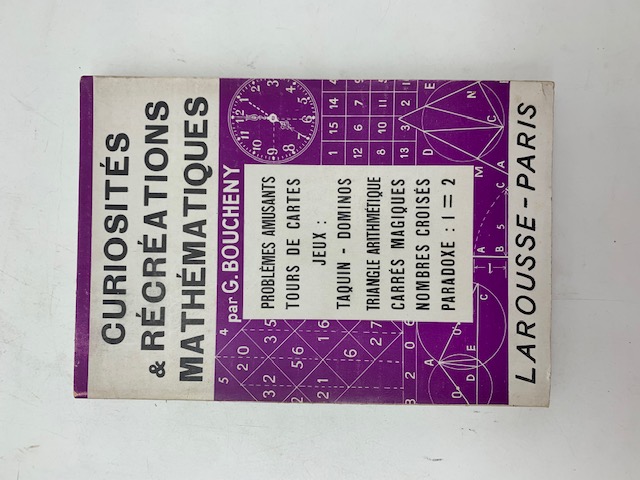 CURIOSITÉS
& RÉCRÉATIONS
MATHÉMATIQUES
par G. BOUCHENY
PROBLÈMES AMUSANTS
TOURS DE CARTES
JEUX :
TAQUIN - DOMINOS
TRIANGLE ARITHMÉTIQUE
CARRÉS MAGIQUES
NOMBRES CROISÉS
PARADOXE : 1 = 2
LAROUSSE - PARIS